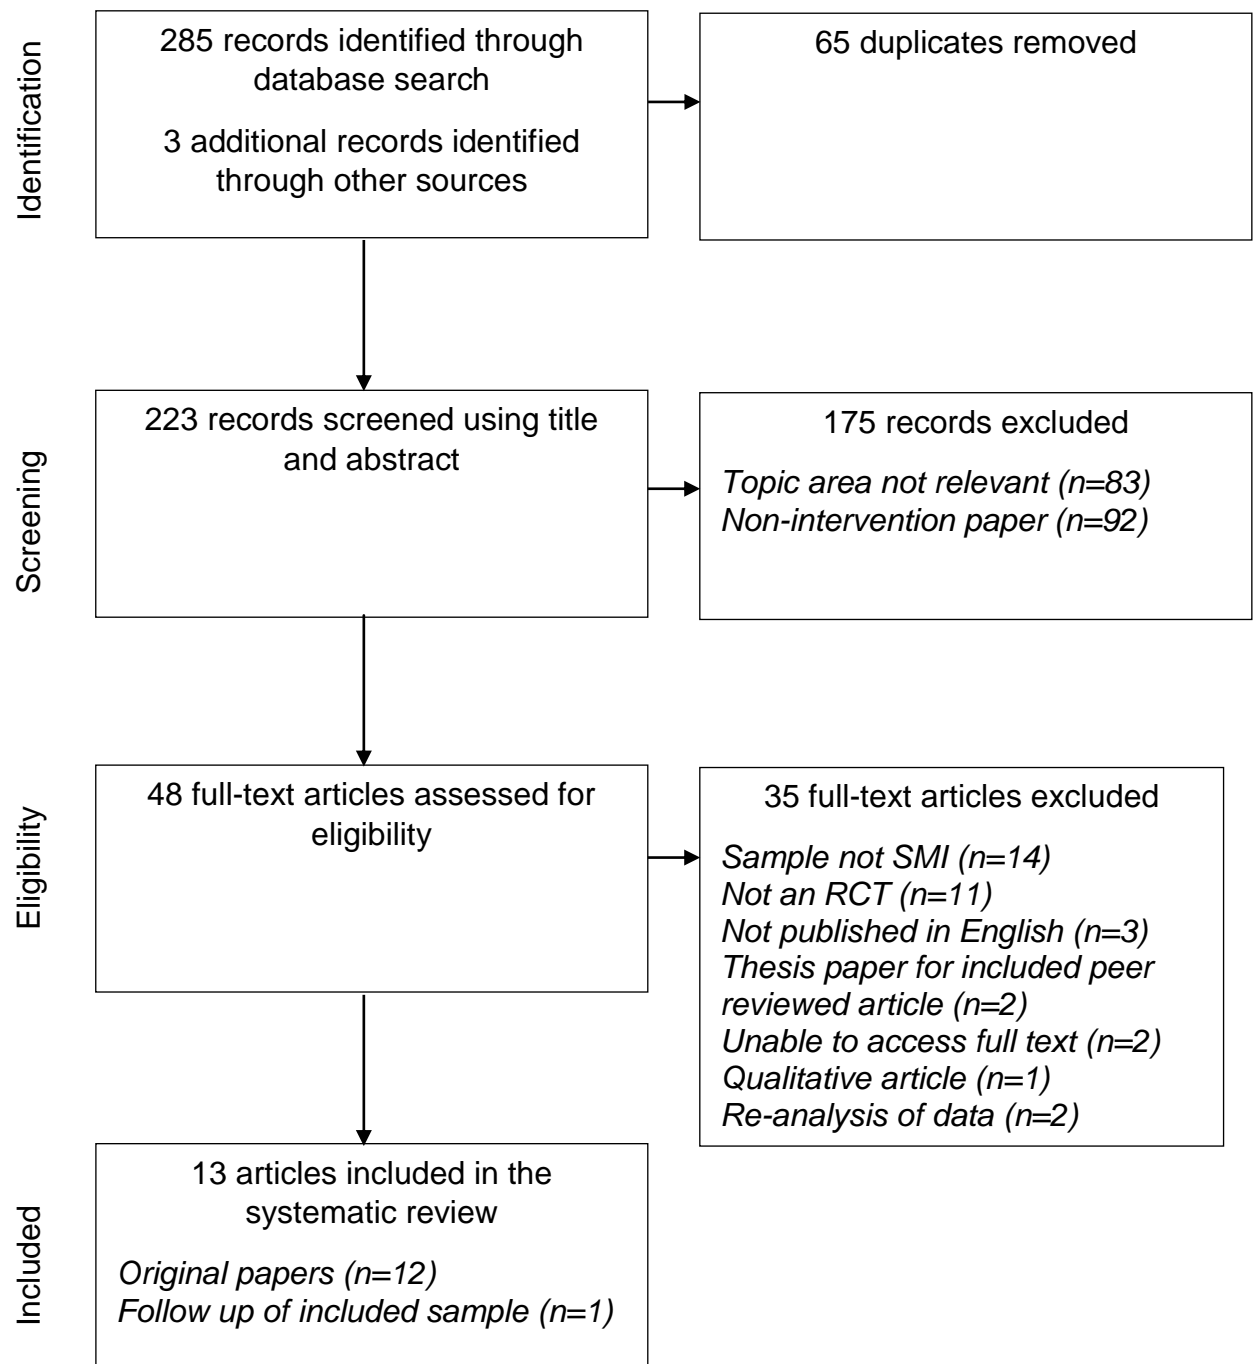 Identification
285 records identified through
database search
3 additional records identified
through other sources
65 duplicates removed
Screening
223 records screened using title
and abstract
175 records excluded
Topic area not relevant (n=83)
Non-intervention paper (n=92)
Eligibility
48 full-text articles assessed for
eligibility
35 full-text articles excluded
Sample not SMI (n=14)
Not an RCT (n=11)
Not published in English (n=3)
Thesis paper for included peer
reviewed article (n=2)
Unable to access full text (n=2)
Qualitative article (n=1)
Re-analysis of data (n=2)
Included
13 articles included in the
systematic review
Original papers (n=12)
Follow up of included sample (n=1)